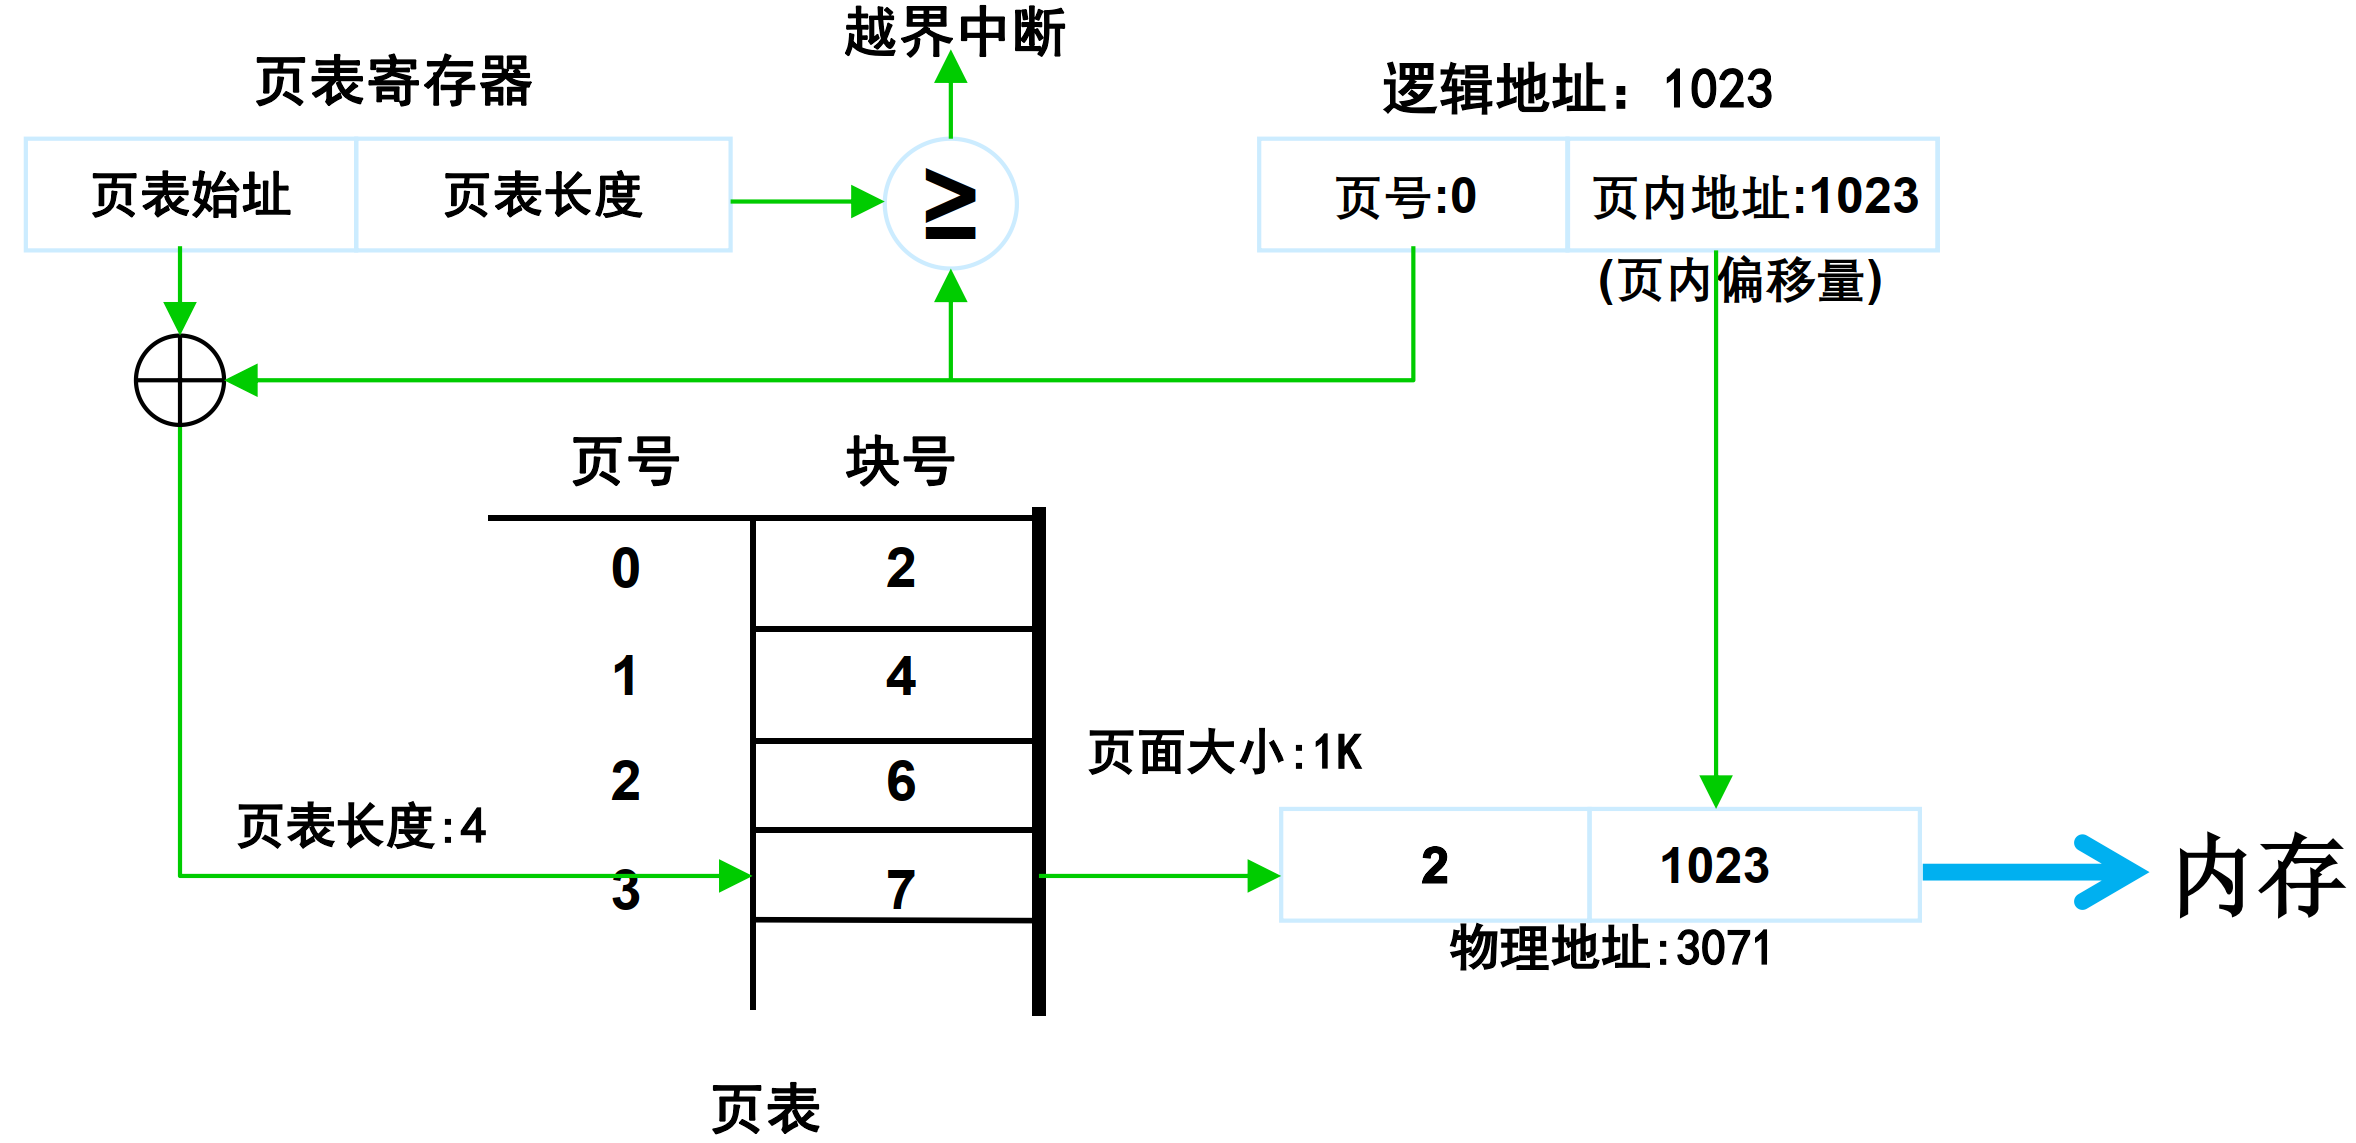 越界中断
页表寄存器
逻辑地址：1023
页表始址 页表长度
≥
页号:0 页内地址:1023
(页内偏移量)
页号 块号
0 2
1 4
2 6
页面大小:1K
页表长度:4
3 7
2 1023
内存
物理地址:3071
页表